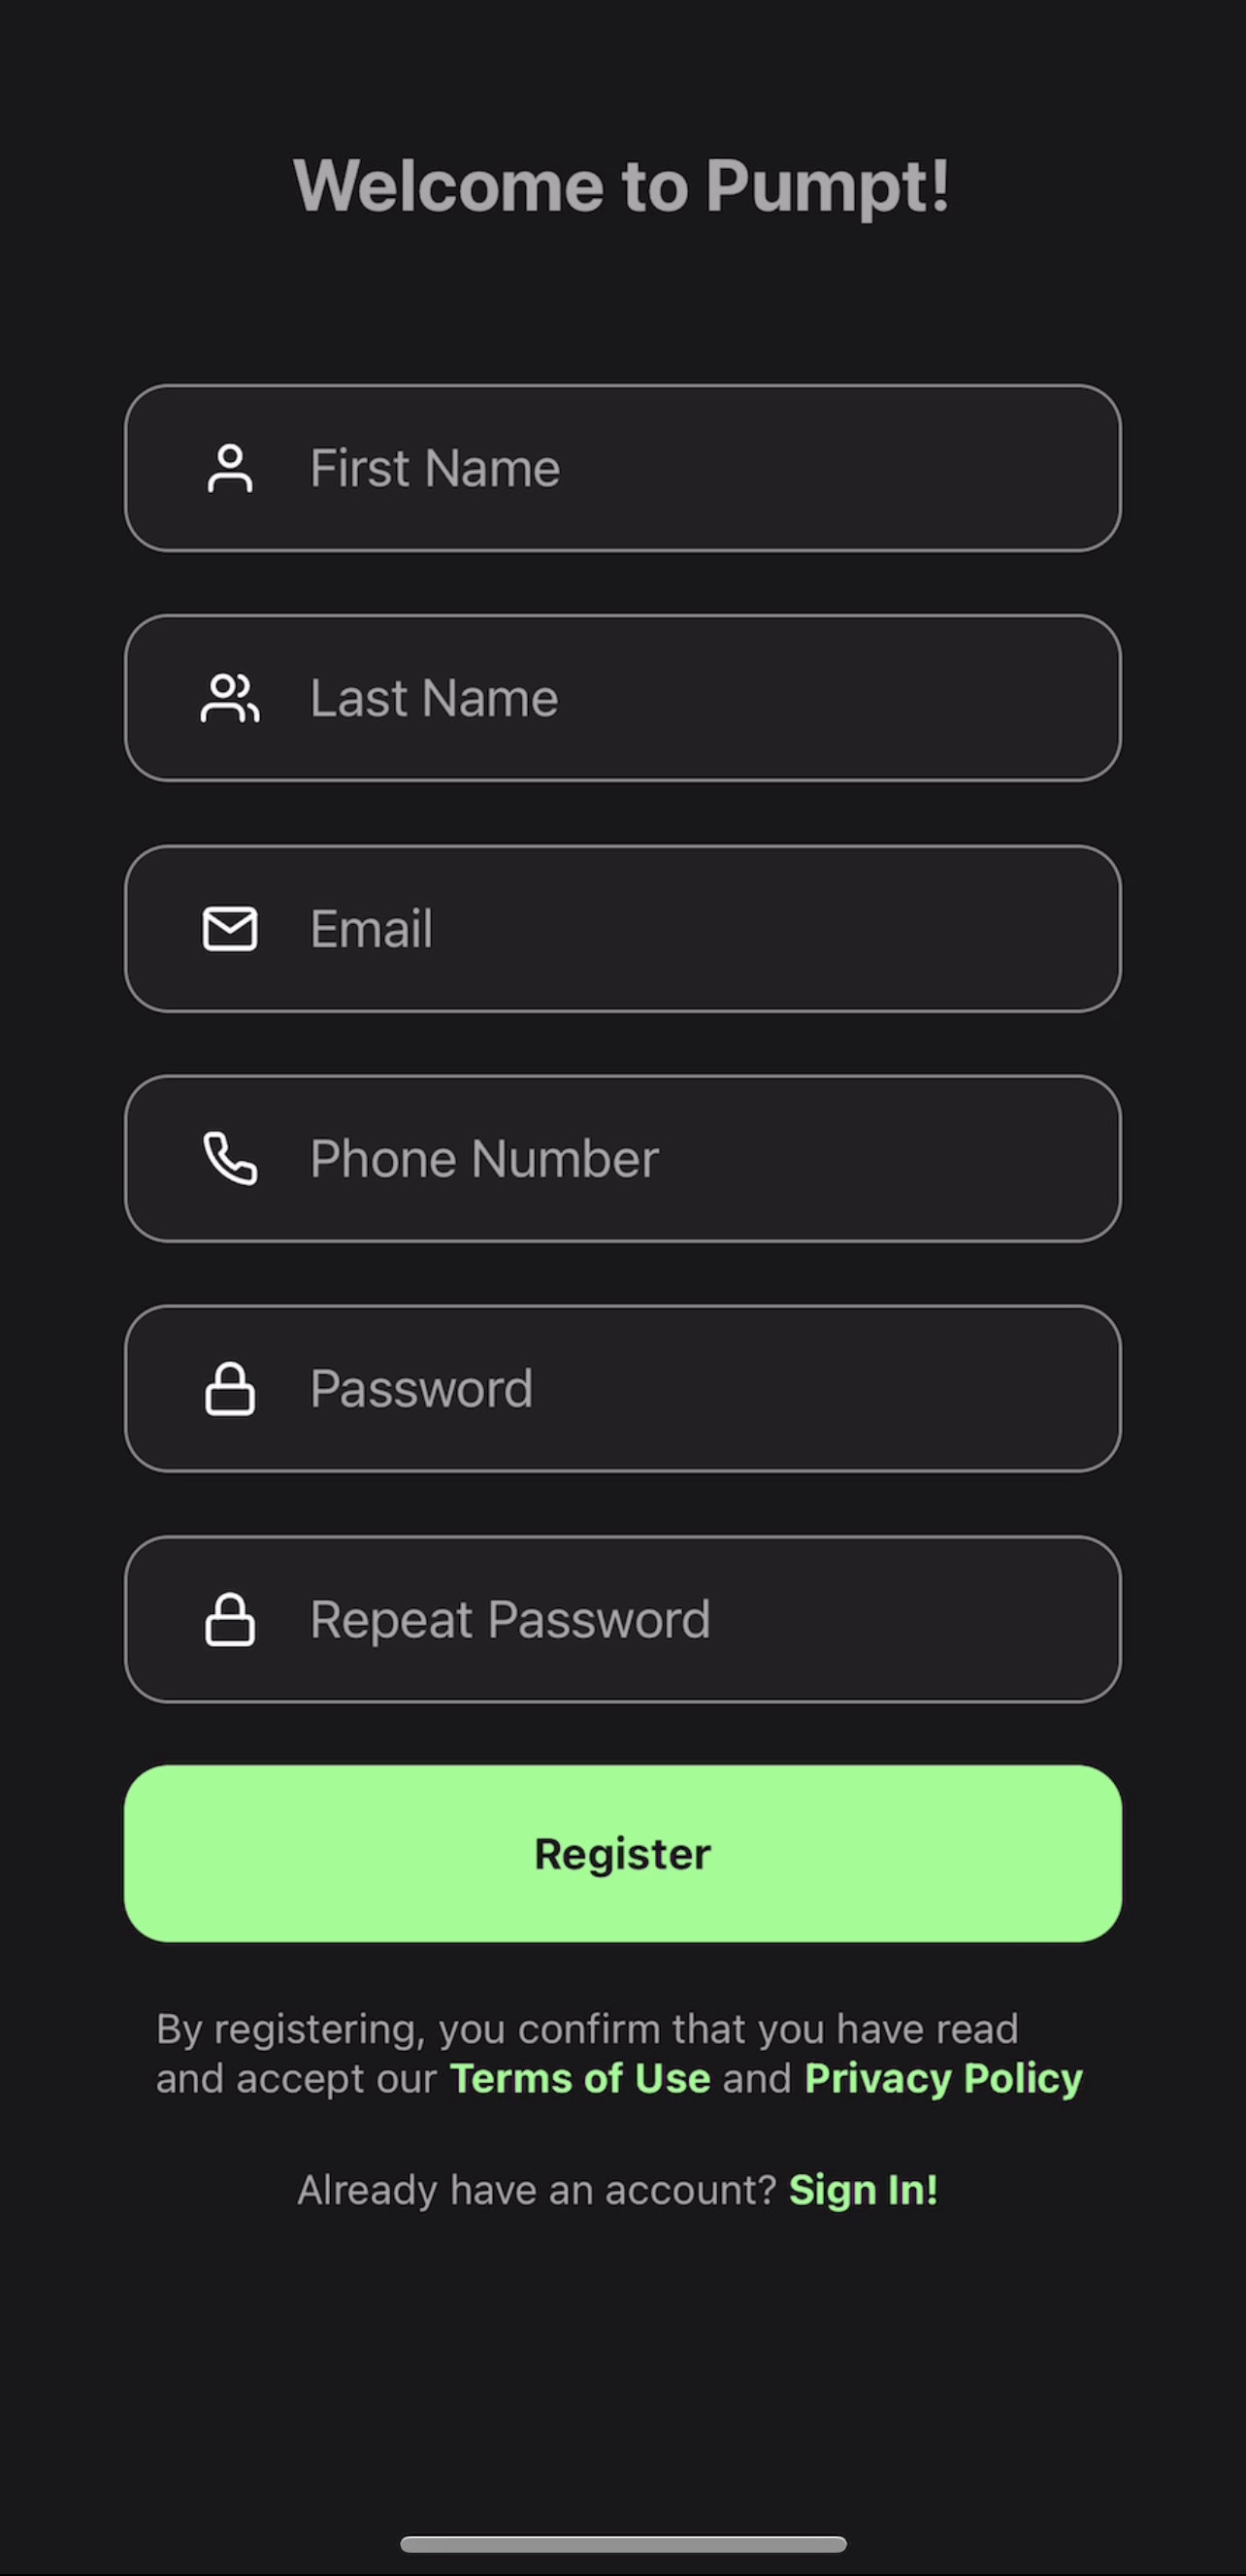 Welcome to Pumpt!
First Name
Last Name
Email
Phone Number
Password
Repeat Password
Register
By registering, you confirm that you have read
and accept our Terms of Use and Privacy Policy
Already have an account? Sign In!